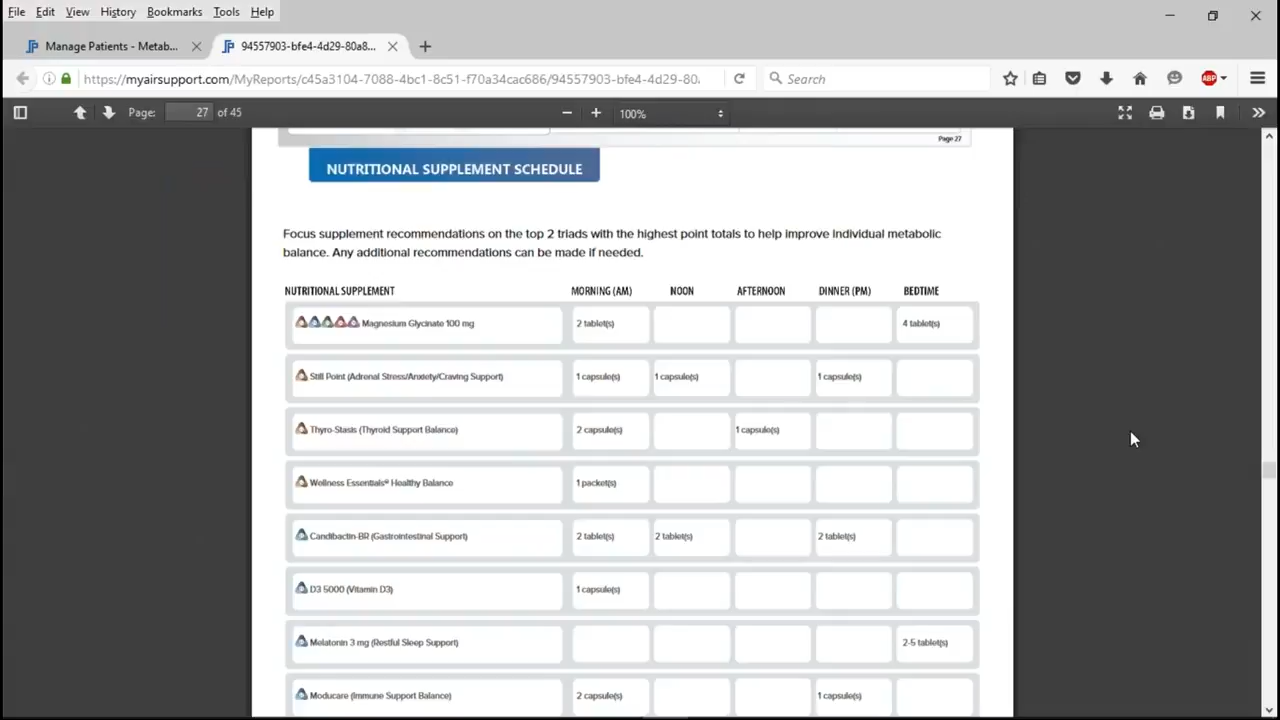 File Edit View History Bookmarks Tools Help
Manage Patients - Metab...
94557903-bfe4-4d29-80a8...
https://myairsupport.com/MyReports/c45a3104-7088-4bc1-8c51-f70a34cac686/94557903-bfe4-4d29-80.
Search
ABP
Page: 27 of 45
100%
Page 27
NUTRITIONAL SUPPLEMENT SCHEDULE
Focus supplement recommendations on the top 2 triads with the highest point totals to help improve individual metabolic
balance. Any additional recommendations can be made if needed.
NUTRITIONAL SUPPLEMENT MORNING (AM) NOON AFTERNOON DINNER (PM) BEDTIME
Magnesium Glycinate 100 mg 2 tablet(s) 4 tablet(s)
Still Point (Adrenal Stress/Anxiety/Craving Support) 1 capsule(s) 1 capsule(s) 1 capsule(s)
Thyro-Stasis (Thyroid Support Balance) 2 capsule(s) 1 capsule(s)
Wellness Essentials® Healthy Balance 1 packet(s)
Candibactin-BR (Gastrointestinal Support) 2 tablet(s) 2 tablet(s) 2 tablet(s)
D3 5000 (Vitamin D3) 1 capsule(s)
Melatonin 3 mg (Restful Sleep Support) 2-5 tablet(s)
Moducare (Immune Support Balance) 2 capsule(s) 1 capsule(s)